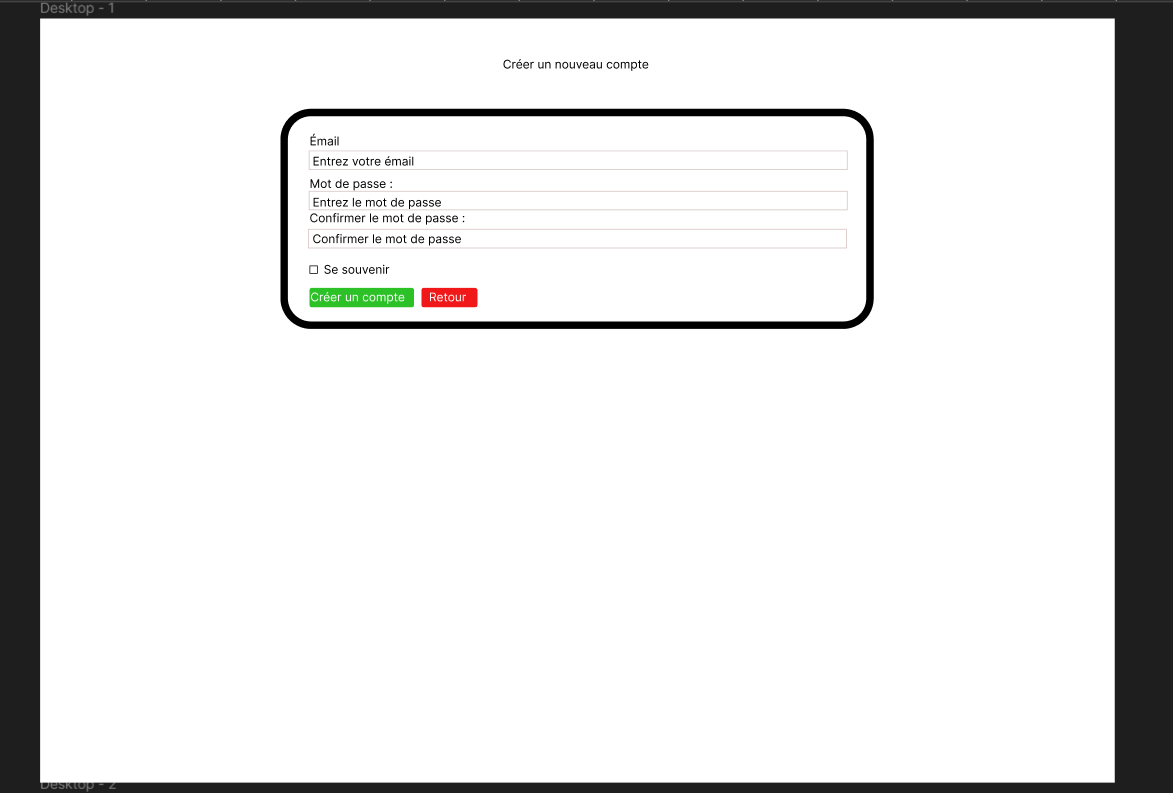 Desktop - 1
Créer un nouveau compte
Émail
Entrez votre émail
Mot de passe :
Entrez le mot de passe
Confirmer le mot de passe :
Confirmer le mot de passe
Se souvenir
Créer un compte Retour
Desktop - 2